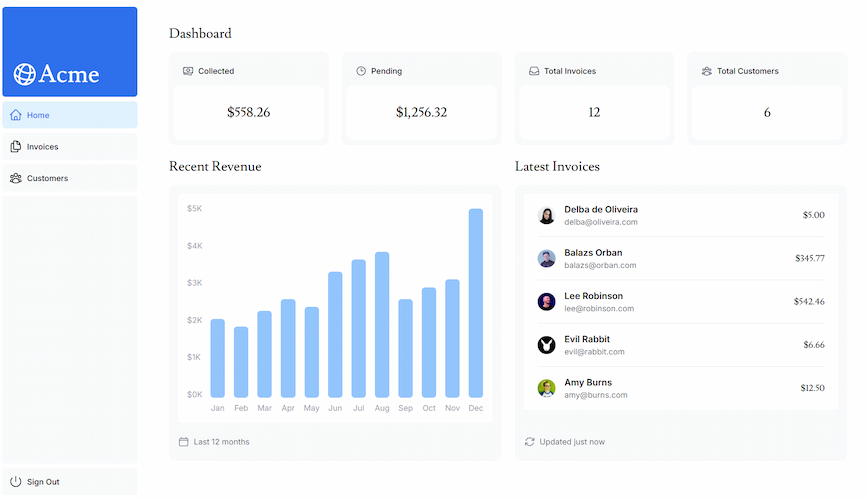 Acme
Home
Invoices
Customers
Sign Out
Dashboard
Collected
$558.26
Pending
$1,256.32
Total Invoices
12
Total Customers
6
Recent Revenue
$5K
$4K
$3K
$2K
$1K
$0K
Jan Feb Mar Apr May Jun Jul Aug Sep Oct Nov Dec
Last 12 months
Latest Invoices
Delba de Oliveira
delba@oliveira.com
$5.00
Balazs Orban
balazs@orban.com
$345.77
Lee Robinson
lee@robinson.com
$542.46
Evil Rabbit
evil@rabbit.com
$6.66
Amy Burns
amy@burns.com
$12.50
Updated just now